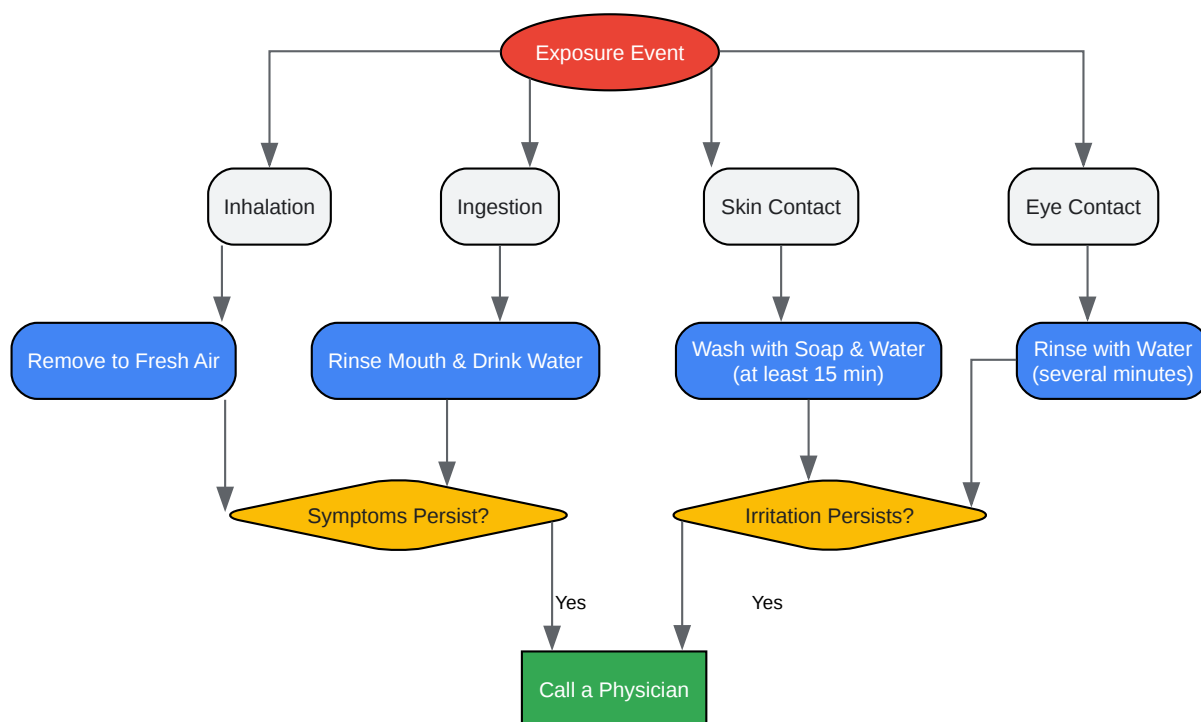 Exposure Event
Inhalation
Ingestion
Skin Contact
Eye Contact
Remove to Fresh Air
Rinse Mouth & Drink Water
Wash with Soap & Water
(at least 15 min)
Rinse with Water
(several minutes)
Symptoms Persist?
Irritation Persists?
Yes
Yes
Call a Physician